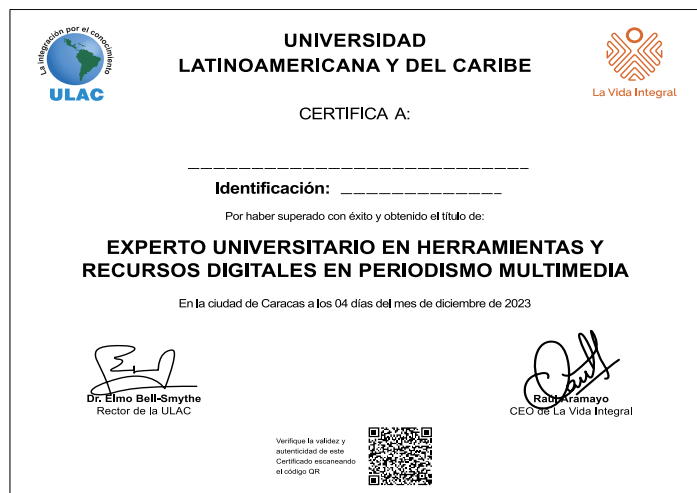 La integración por el conocimiento
ULAC
UNIVERSIDAD
LATINOAMERICANA Y DEL CARIBE
La Vida Integral
CERTIFICA A:
Identificación:
Por haber superado con éxito y obtenido el título de:
EXPERTO UNIVERSITARIO EN HERRAMIENTAS Y
RECURSOS DIGITALES EN PERIODISMO MULTIMEDIA
En la ciudad de Caracas a los 04 días del mes de diciembre de 2023
Dr. Elmo Bell-Smythe
Rector de la ULAC
Raúl Aramayo
CEO de La Vida Integral
Verifique la validez y
autenticidad de este
Certificado escaneando
el código QR